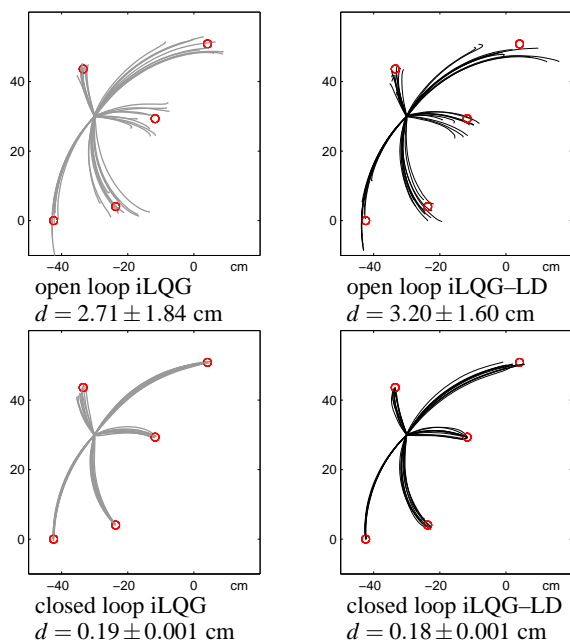 40
20
0
−40 −20 0 cm
open loop iLQG
d = 2.71 ± 1.84 cm
40
20
0
−40 −20 0 cm
open loop iLQG–LD
d = 3.20 ± 1.60 cm
40
20
0
−40 −20 0 cm
closed loop iLQG
d = 0.19 ± 0.001 cm
40
20
0
−40 −20 0 cm
closed loop iLQG–LD
d = 0.18 ± 0.001 cm